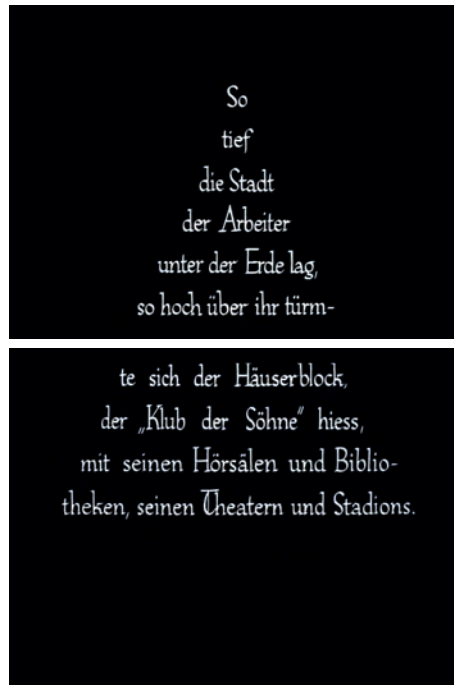 So
tief
die Stadt
der Arbeiter
unter der Erde lag,
so hoch über ihr türm-
te sich der Häuserblock,
der „Klub der Söhne“ hiess,
mit seinen Hörsälen und Biblio-
theken, seinen Theatern und Stadions.